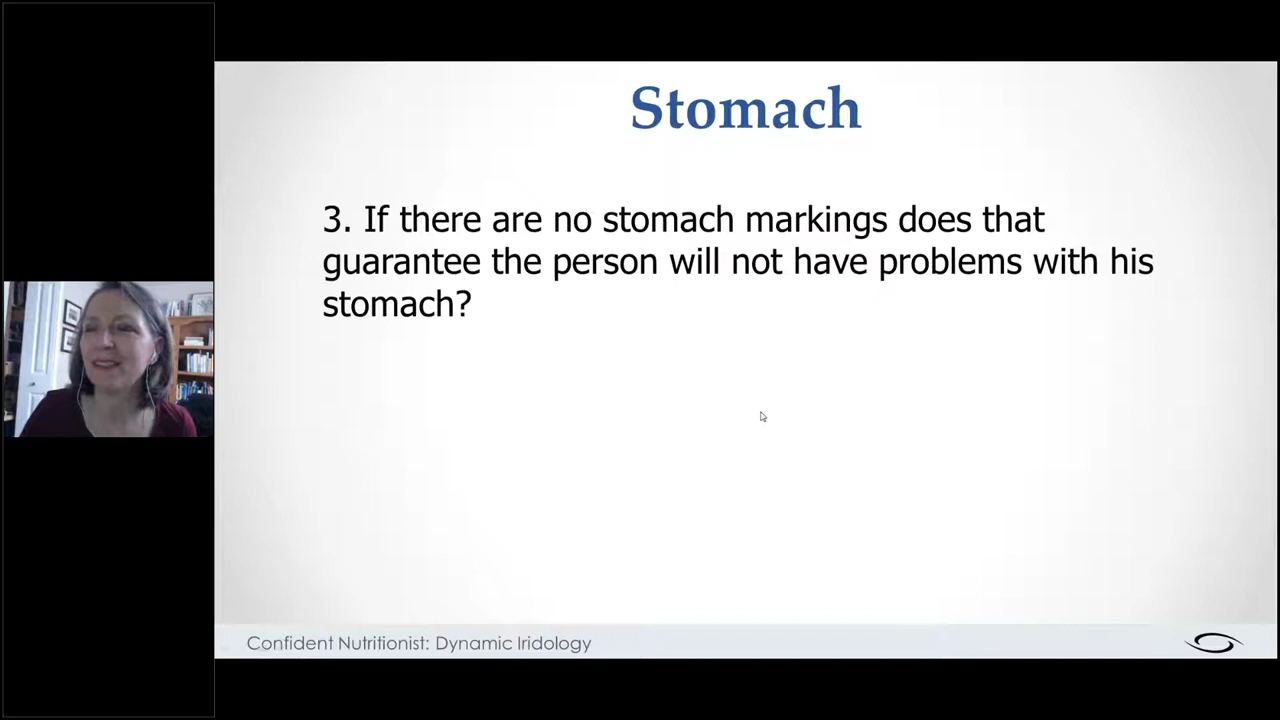 Stomach
3. If there are no stomach markings does that
guarantee the person will not have problems with his
stomach?
Confident Nutritionist: Dynamic Iridology